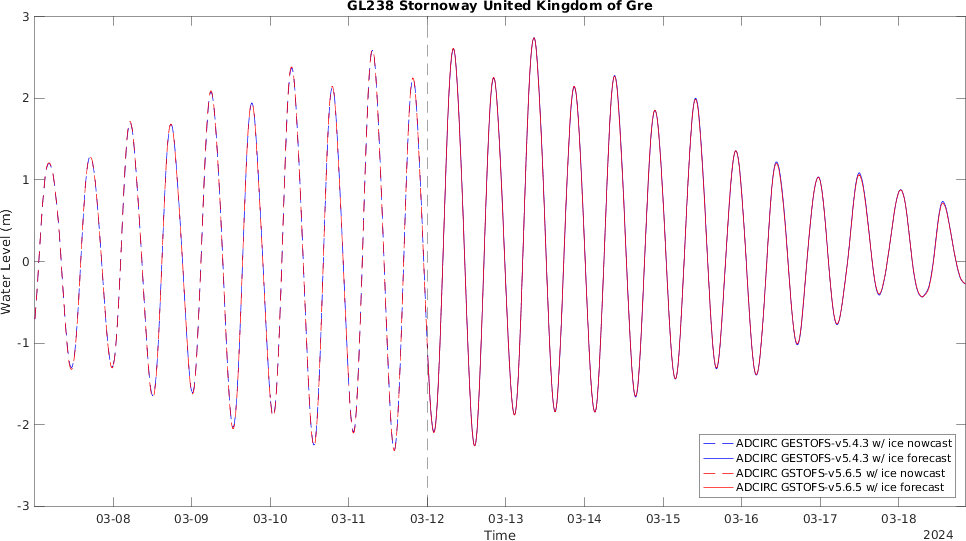 GL238 Stornoway United Kingdom of Gre
3
2
1
0
-1
-2
-3
Water Level (m)
ADCIRC GESTOFS-v5.4.3 w/ ice nowcast
ADCIRC GESTOFS-v5.4.3 w/ ice forecast
ADCIRC GSTOFS-v5.6.5 w/ ice nowcast
ADCIRC GSTOFS-v5.6.5 w/ ice forecast
03-08 03-09 03-10 03-11 03-12 03-13 03-14 03-15 03-16 03-17 03-18
Time
2024